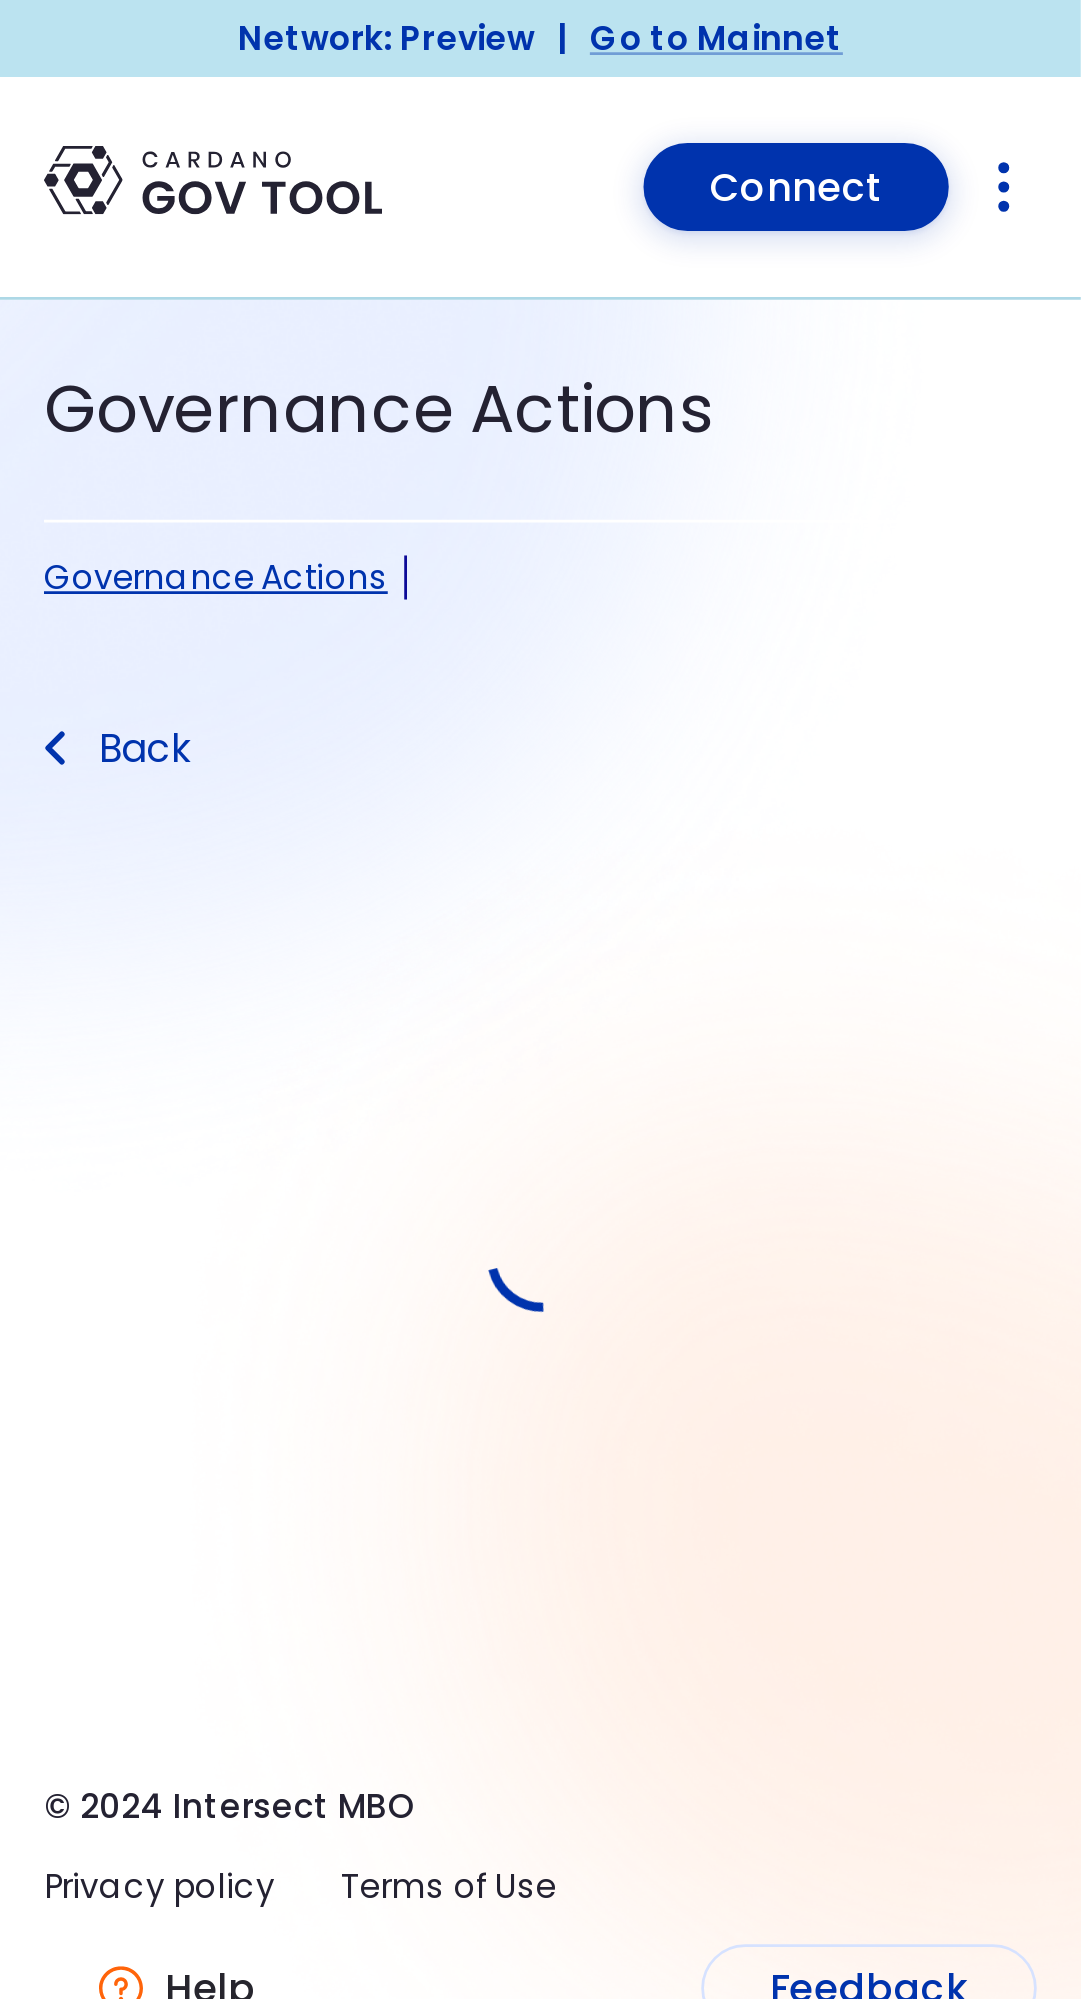 Network: Preview | Go to Mainnet
CARDANO
GOV TOOL
Connect
Governance Actions
Governance Actions |
Back
© 2024 Intersect MBO
Privacy policy Terms of Use
Help Feedback